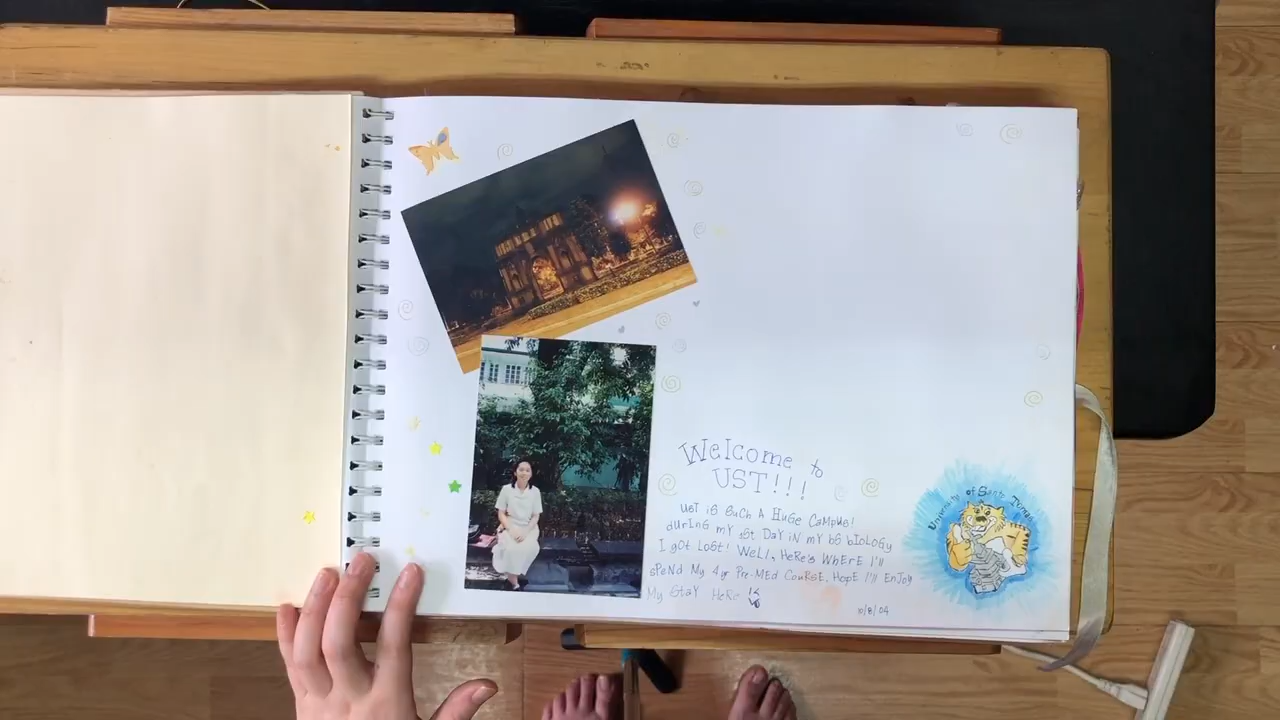 Welcome to
UST!!!
UST iS SUCH A HUGE CaMPUS!
dUrING mY 1st DaY iN mY bS bIOLOGy
I gOt LOSt! WeLL, HeRe's WhErE I'll
SPeNd My 4yr Pre-MEd CouRSE. HOpE I'll EnJOy
My StaY HeRe
10/8/04
University of Santo Tomas